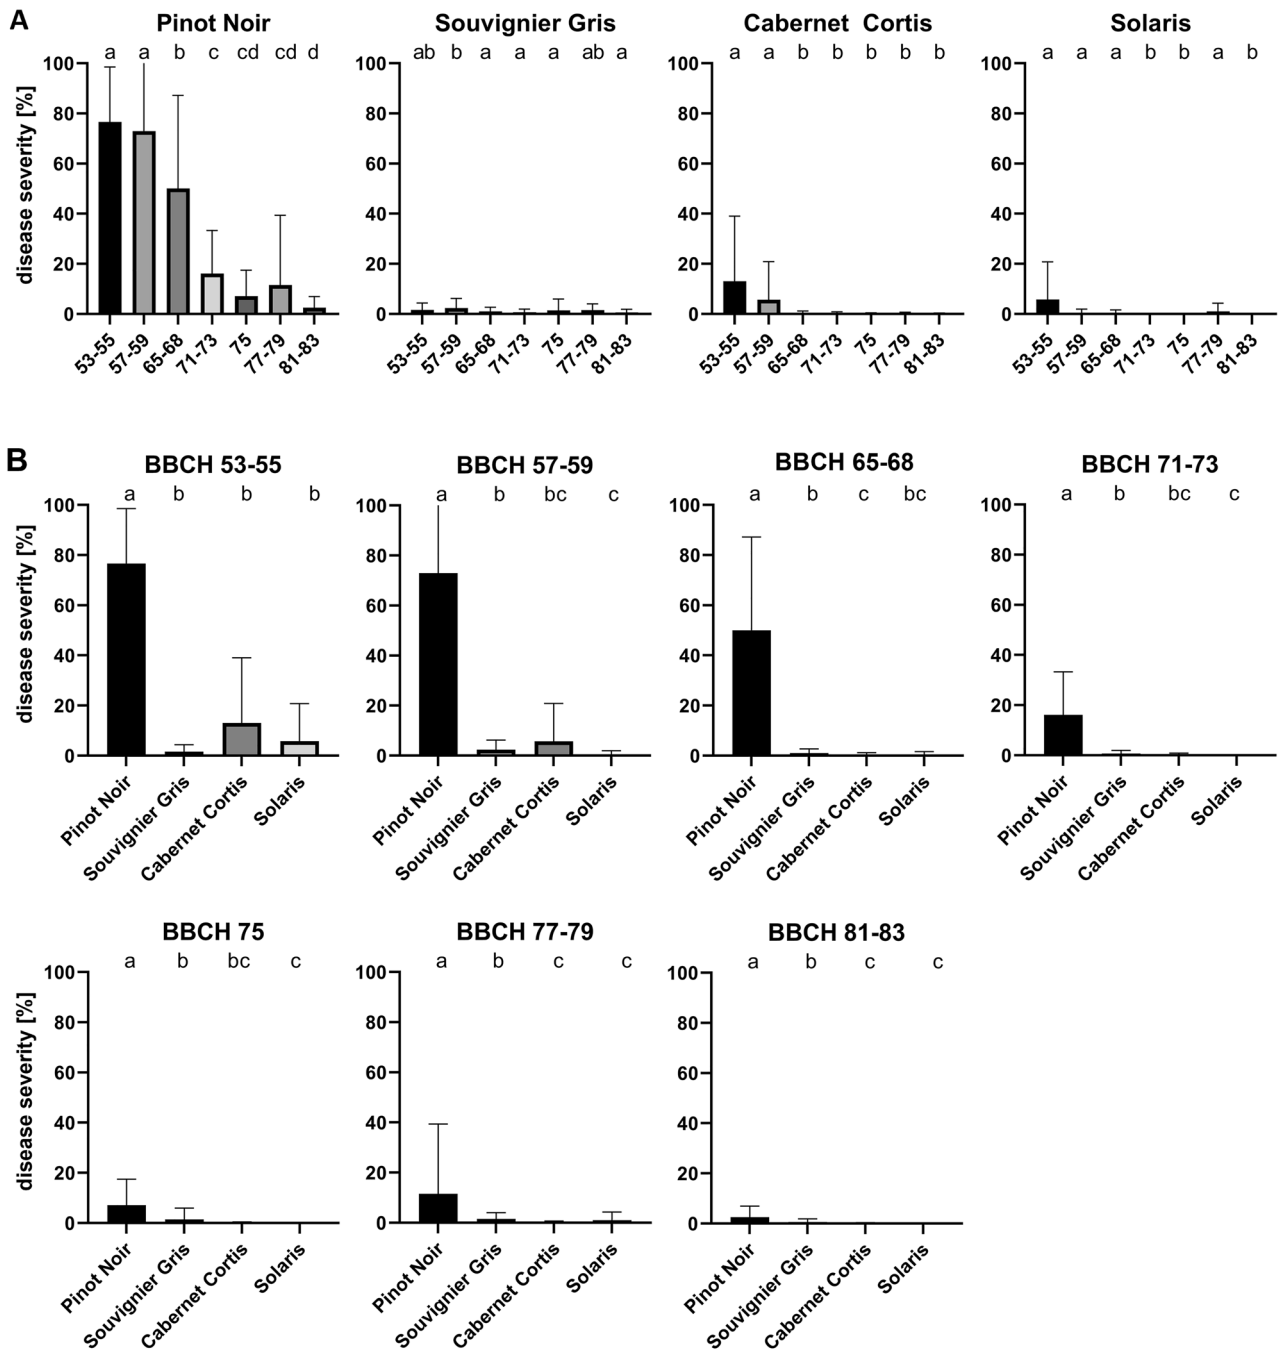 A
Pinot Noir
Souvignier Gris
Cabernet Cortis
Solaris
a a b c cd cd d
ab b a a a ab a
a a b b b b b
a a a b b a b
disease severity [%]
100 80 60 40 20 0
100 80 60 40 20 0
100 80 60 40 20 0
100 80 60 40 20 0
53-55 57-59 65-68 71-73 75 77-79 81-83
53-55 57-59 65-68 71-73 75 77-79 81-83
53-55 57-59 65-68 71-73 75 77-79 81-83
53-55 57-59 65-68 71-73 75 77-79 81-83
B
BBCH 53-55
BBCH 57-59
BBCH 65-68
BBCH 71-73
a b b b
a b bc c
a b c bc
a b bc c
disease severity [%]
100 80 60 40 20 0
100 80 60 40 20 0
100 80 60 40 20 0
100 80 60 40 20 0
Pinot Noir Souvignier Gris Cabernet Cortis Solaris
Pinot Noir Souvignier Gris Cabernet Cortis Solaris
Pinot Noir Souvignier Gris Cabernet Cortis Solaris
Pinot Noir Souvignier Gris Cabernet Cortis Solaris
BBCH 75
BBCH 77-79
BBCH 81-83
a b bc c
a b c c
a b c c
disease severity [%]
100 80 60 40 20 0
100 80 60 40 20 0
100 80 60 40 20 0
Pinot Noir Souvignier Gris Cabernet Cortis Solaris
Pinot Noir Souvignier Gris Cabernet Cortis Solaris
Pinot Noir Souvignier Gris Cabernet Cortis Solaris